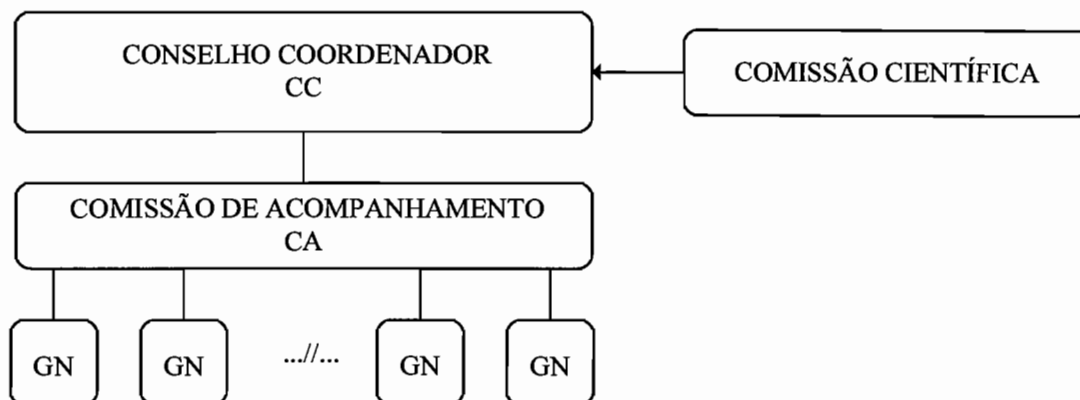 CONSELHO COORDENADOR
CC
COMISSÃO CIENTÍFICA
COMISSÃO DE ACOMPANHAMENTO
CA
GN GN ...//... GN GN